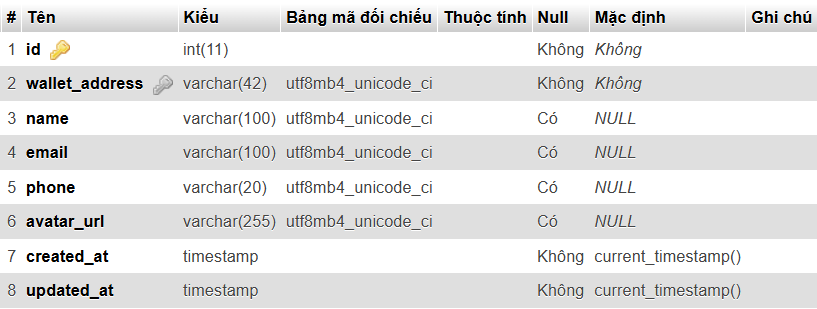 # Tên Kiểu Bảng mã đối chiếu Thuộc tính Null Mặc định Ghi chú
1 id int(11) Không Không
2 wallet_address varchar(42) utf8mb4_unicode_ci Không Không
3 name varchar(100) utf8mb4_unicode_ci Có NULL
4 email varchar(100) utf8mb4_unicode_ci Có NULL
5 phone varchar(20) utf8mb4_unicode_ci Có NULL
6 avatar_url varchar(255) utf8mb4_unicode_ci Có NULL
7 created_at timestamp Không current_timestamp()
8 updated_at timestamp Không current_timestamp()